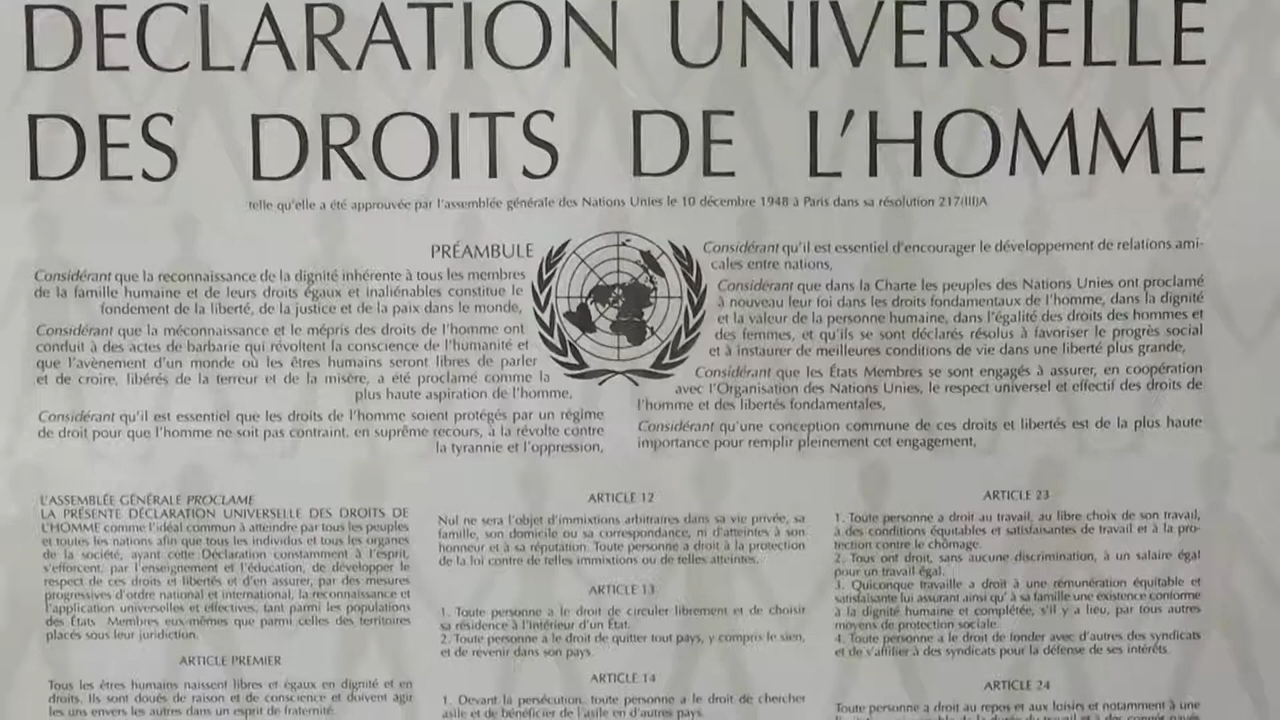 DÉCLARATION UNIVERSELLE
DES DROITS DE L'HOMME
telle qu'elle a été approuvée par l'assemblée générale des Nations Unies le 10 décembre 1948 à Paris dans sa résolution 217(III)A
PRÉAMBULE
Considérant que la reconnaissance de la dignité inhérente à tous les membres
de la famille humaine et de leurs droits égaux et inaliénables constitue le
fondement de la liberté, de la justice et de la paix dans le monde,
Considérant que la méconnaissance et le mépris des droits de l'homme ont
conduit à des actes de barbarie qui révoltent la conscience de l'humanité et
que l'avènement d'un monde où les êtres humains seront libres de parler
et de croire, libérés de la terreur et de la misère, a été proclamé comme la
plus haute aspiration de l'homme,
Considérant qu'il est essentiel que les droits de l'homme soient protégés par un régime
de droit pour que l'homme ne soit pas contraint, en suprême recours, à la révolte contre
la tyrannie et l'oppression,
Considérant qu'il est essentiel d'encourager le développement de relations ami-
cales entre nations,
Considérant que dans la Charte les peuples des Nations Unies ont proclamé
à nouveau leur foi dans les droits fondamentaux de l'homme, dans la dignité
et la valeur de la personne humaine, dans l'égalité des droits des hommes et
des femmes, et qu'ils se sont déclarés résolus à favoriser le progrès social
et à instaurer de meilleures conditions de vie dans une liberté plus grande,
Considérant que les États Membres se sont engagés à assurer, en coopération
avec l'Organisation des Nations Unies, le respect universel et effectif des droits de
l'homme et des libertés fondamentales,
Considérant qu'une conception commune de ces droits et libertés est de la plus haute
importance pour remplir pleinement cet engagement,
L'ASSEMBLÉE GÉNÉRALE PROCLAME
LA PRÉSENTE DÉCLARATION UNIVERSELLE DES DROITS DE
L'HOMME comme l'idéal commun à atteindre par tous les peuples
et toutes les nations afin que tous les individus et tous les organes
de la société, ayant cette Déclaration constamment à l'esprit,
s'efforcent, par l'enseignement et l'éducation, de développer le
respect de ces droits et libertés et d'en assurer, par des mesures
progressives d'ordre national et international, la reconnaissance et
l'application universelles et effectives, tant parmi les populations
des États Membres eux-mêmes que parmi celles des territoires
placés sous leur juridiction.
ARTICLE PREMIER
Tous les êtres humains naissent libres et égaux en dignité et en
droits. Ils sont doués de raison et de conscience et doivent agir
les uns envers les autres dans un esprit de fraternité.
ARTICLE 12
Nul ne sera l'objet d'immixtions arbitraires dans sa vie privée, sa
famille, son domicile ou sa correspondance, ni d'atteintes à son
honneur et à sa réputation. Toute personne a droit à la protection
de la loi contre de telles immixtions ou de telles atteintes.
ARTICLE 13
1. Toute personne a le droit de circuler librement et de choisir
sa résidence à l'intérieur d'un État.
2. Toute personne a le droit de quitter tout pays, y compris le sien,
et de revenir dans son pays.
ARTICLE 14
1. Devant la persécution, toute personne a le droit de chercher
asile et de bénéficier de l'asile en d'autres pays.
ARTICLE 23
1. Toute personne a droit au travail, au libre choix de son travail,
à des conditions équitables et satisfaisantes de travail et à la pro-
tection contre le chômage.
2. Tous ont droit, sans aucune discrimination, à un salaire égal
pour un travail égal.
3. Quiconque travaille a droit à une rémunération équitable et
satisfaisante lui assurant ainsi qu' à sa famille une existence conforme
à la dignité humaine et complétée, s'il y a lieu, par tous autres
moyens de protection sociale.
4. Toute personne a le droit de fonder avec d'autres des syndicats
et de s'affilier à des syndicats pour la défense de ses intérêts.
ARTICLE 24
Toute personne a droit au repos et aux loisirs et notamment à une